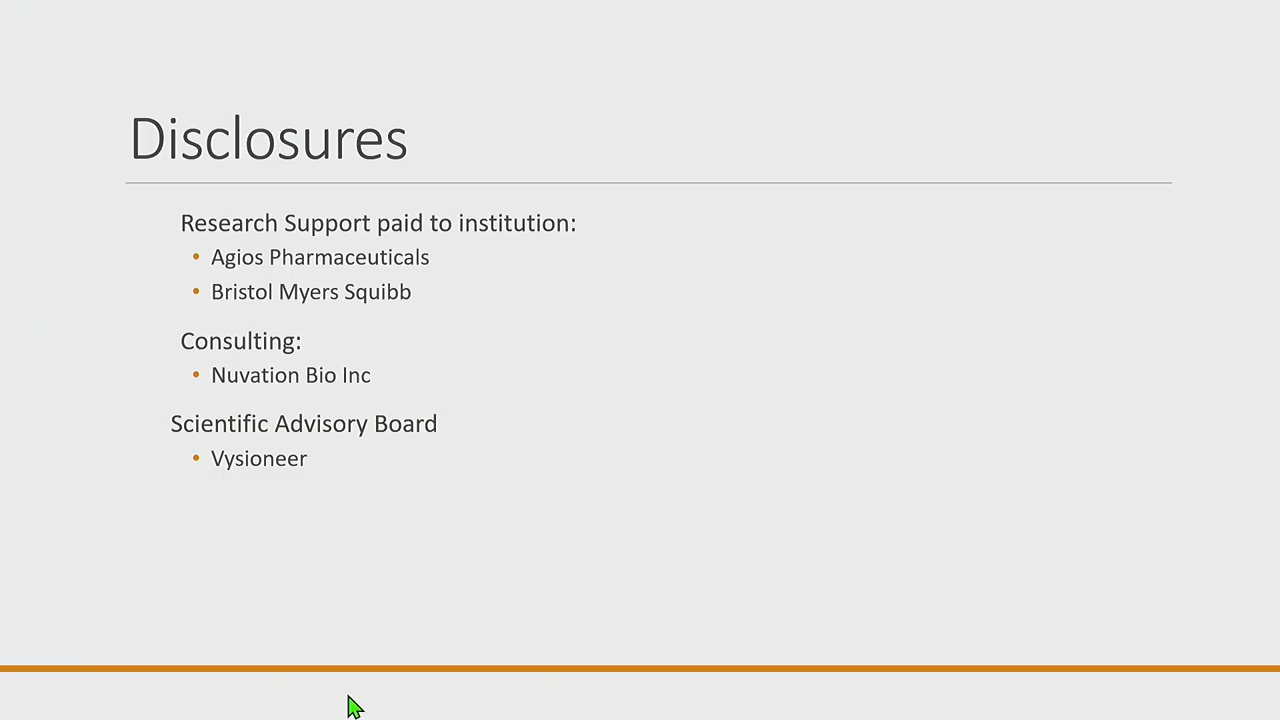 Disclosures
Research Support paid to institution:
• Agios Pharmaceuticals
• Bristol Myers Squibb
Consulting:
• Nuvation Bio Inc
Scientific Advisory Board
• Vysioneer